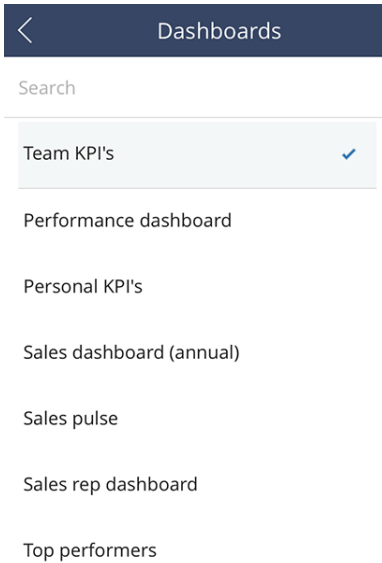 Dashboards
Search
Team KPI's
Performance dashboard
Personal KPI's
Sales dashboard (annual)
Sales pulse
Sales rep dashboard
Top performers